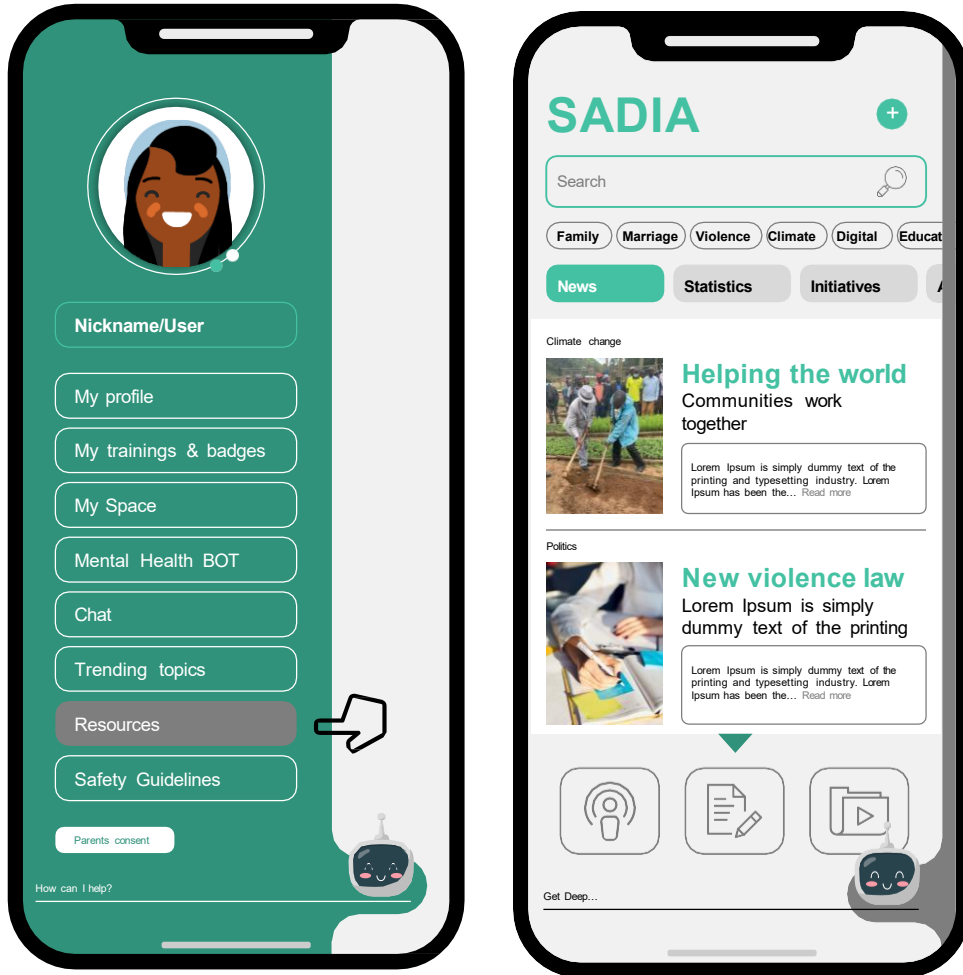 Nickname/User
My profile
My trainings & badges
My Space
Mental Health BOT
Chat
Trending topics
Resources
Safety Guidelines
Parents consent
How can I help?
SADIA
+
Search
Family Marriage Violence Climate Digital Educat
News Statistics Initiatives
Climate change
Helping the world
Communities work
together
Lorem Ipsum is simply dummy text of the
printing and typesetting industry. Lorem
Ipsum has been the... Read more
Politics
New violence law
Lorem Ipsum is simply
dummy text of the printing
Lorem Ipsum is simply dummy text of the
printing and typesetting industry. Lorem
Ipsum has been the... Read more
Get Deep...